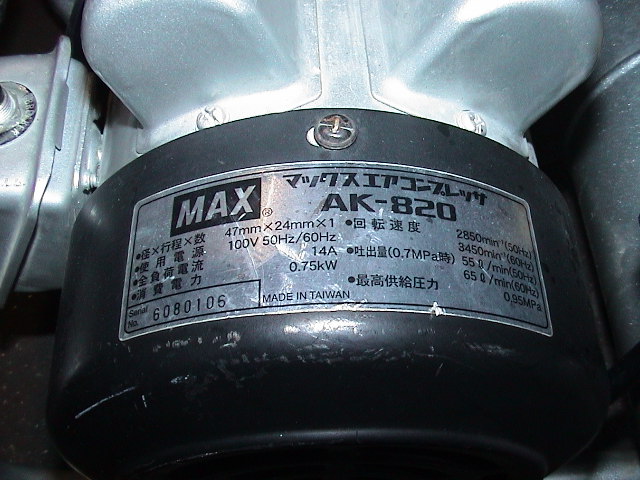 MAX® マックスエアコンプレッサ
AK-820
●径×行程×数 47mm×24mm×1
●使用電源 100V 50Hz/60Hz
●全負荷電流 14A
●消費電力 0.75kW
●回転速度 2850min⁻¹(50Hz)
3450min⁻¹(60Hz)
●吐出量(0.7MPa時) 55ℓ/min(50Hz)
65ℓ/min(60Hz)
●最高供給圧力 0.95MPa
Serial No. 6080106
MADE IN TAIWAN